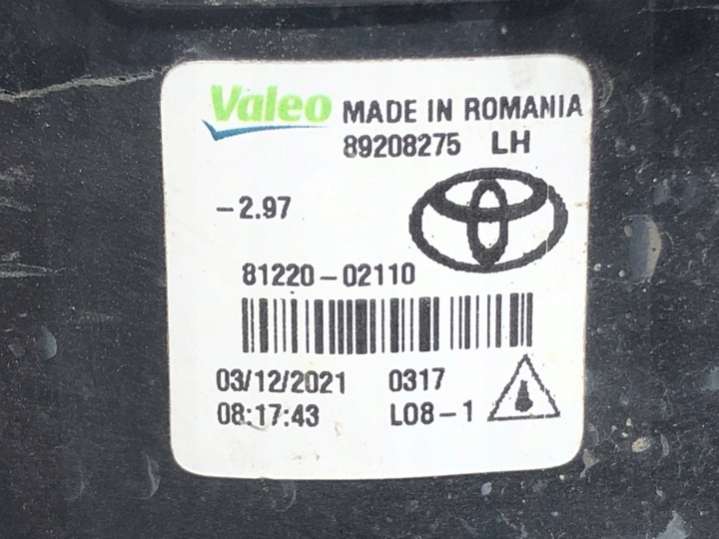 Valeo MADE IN ROMANIA
89208275 LH
-2.97
81220-02110
03/12/2021 0317
08:17:43 L08-1